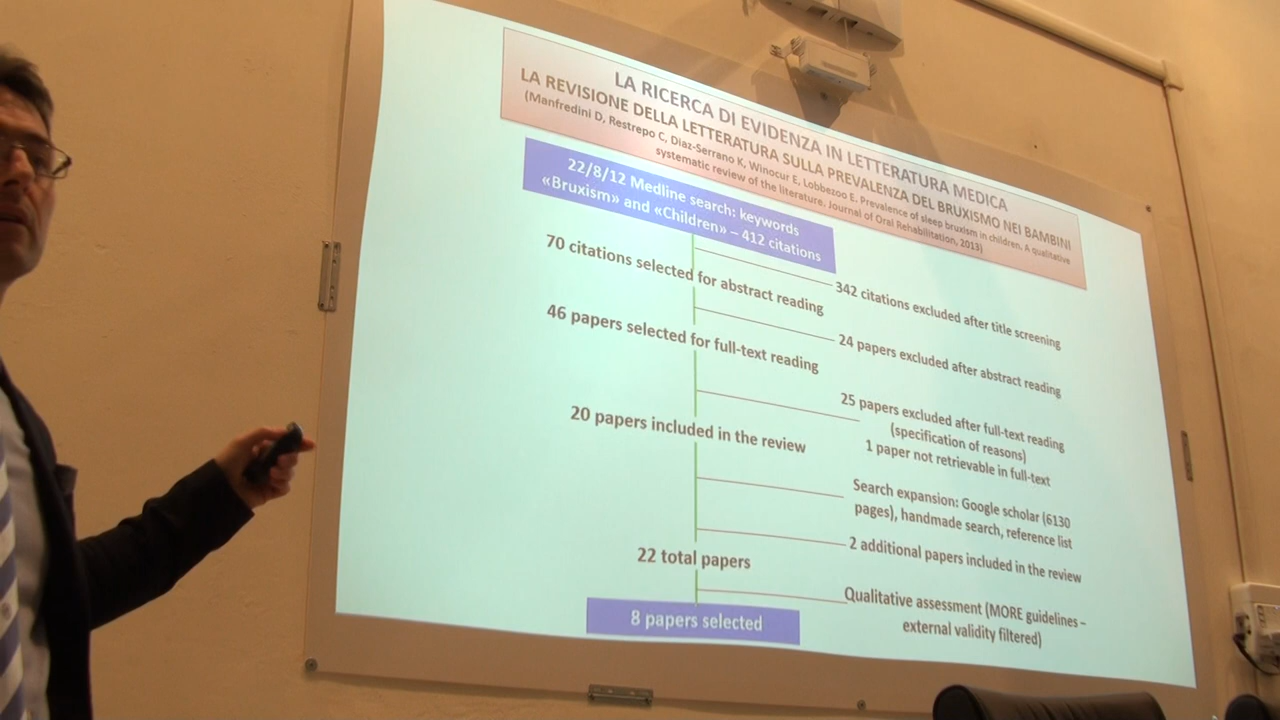 LA RICERCA DI EVIDENZA IN LETTERATURA MEDICA
LA REVISIONE DELLA LETTERATURA SULLA PREVALENZA DEL BRUXISMO NEI BAMBINI
(Manfredini D, Restrepo C, Diaz-Serrano K, Winocur E, Lobbezoo E. Prevalence of sleep bruxism in children. A qualitative
systematic review of the literature. Journal of Oral Rehabilitation, 2013)
22/8/12 Medline search: keywords
«Bruxism» and «Children» – 412 citations
342 citations excluded after title screening
70 citations selected for abstract reading
24 papers excluded after abstract reading
46 papers selected for full-text reading
25 papers excluded after full-text reading
(specification of reasons)
1 paper not retrievable in full-text
20 papers included in the review
Search expansion: Google scholar (6130
pages), handmade search, reference list
2 additional papers included in the review
22 total papers
Qualitative assessment (MORE guidelines –
external validity filtered)
8 papers selected